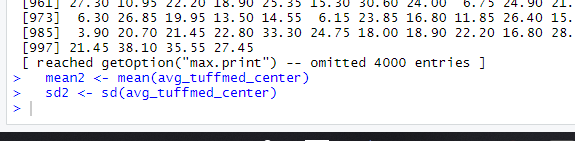 [961] 27.30 10.95 22.20 18.90 25.35 15.30 30.60 24.00 6.75 24.90 21.
[973] 6.30 26.85 19.95 13.50 14.55 6.15 23.85 16.80 11.85 26.40 15.
[985] 3.90 20.70 21.45 22.80 33.30 24.75 18.00 18.90 22.20 16.80 28.
[997] 21.45 38.10 35.55 27.45
[ reached getOption("max.print") -- omitted 4000 entries ]
> mean2 <- mean(avg_tuffmed_center)
> sd2 <- sd(avg_tuffmed_center)
>